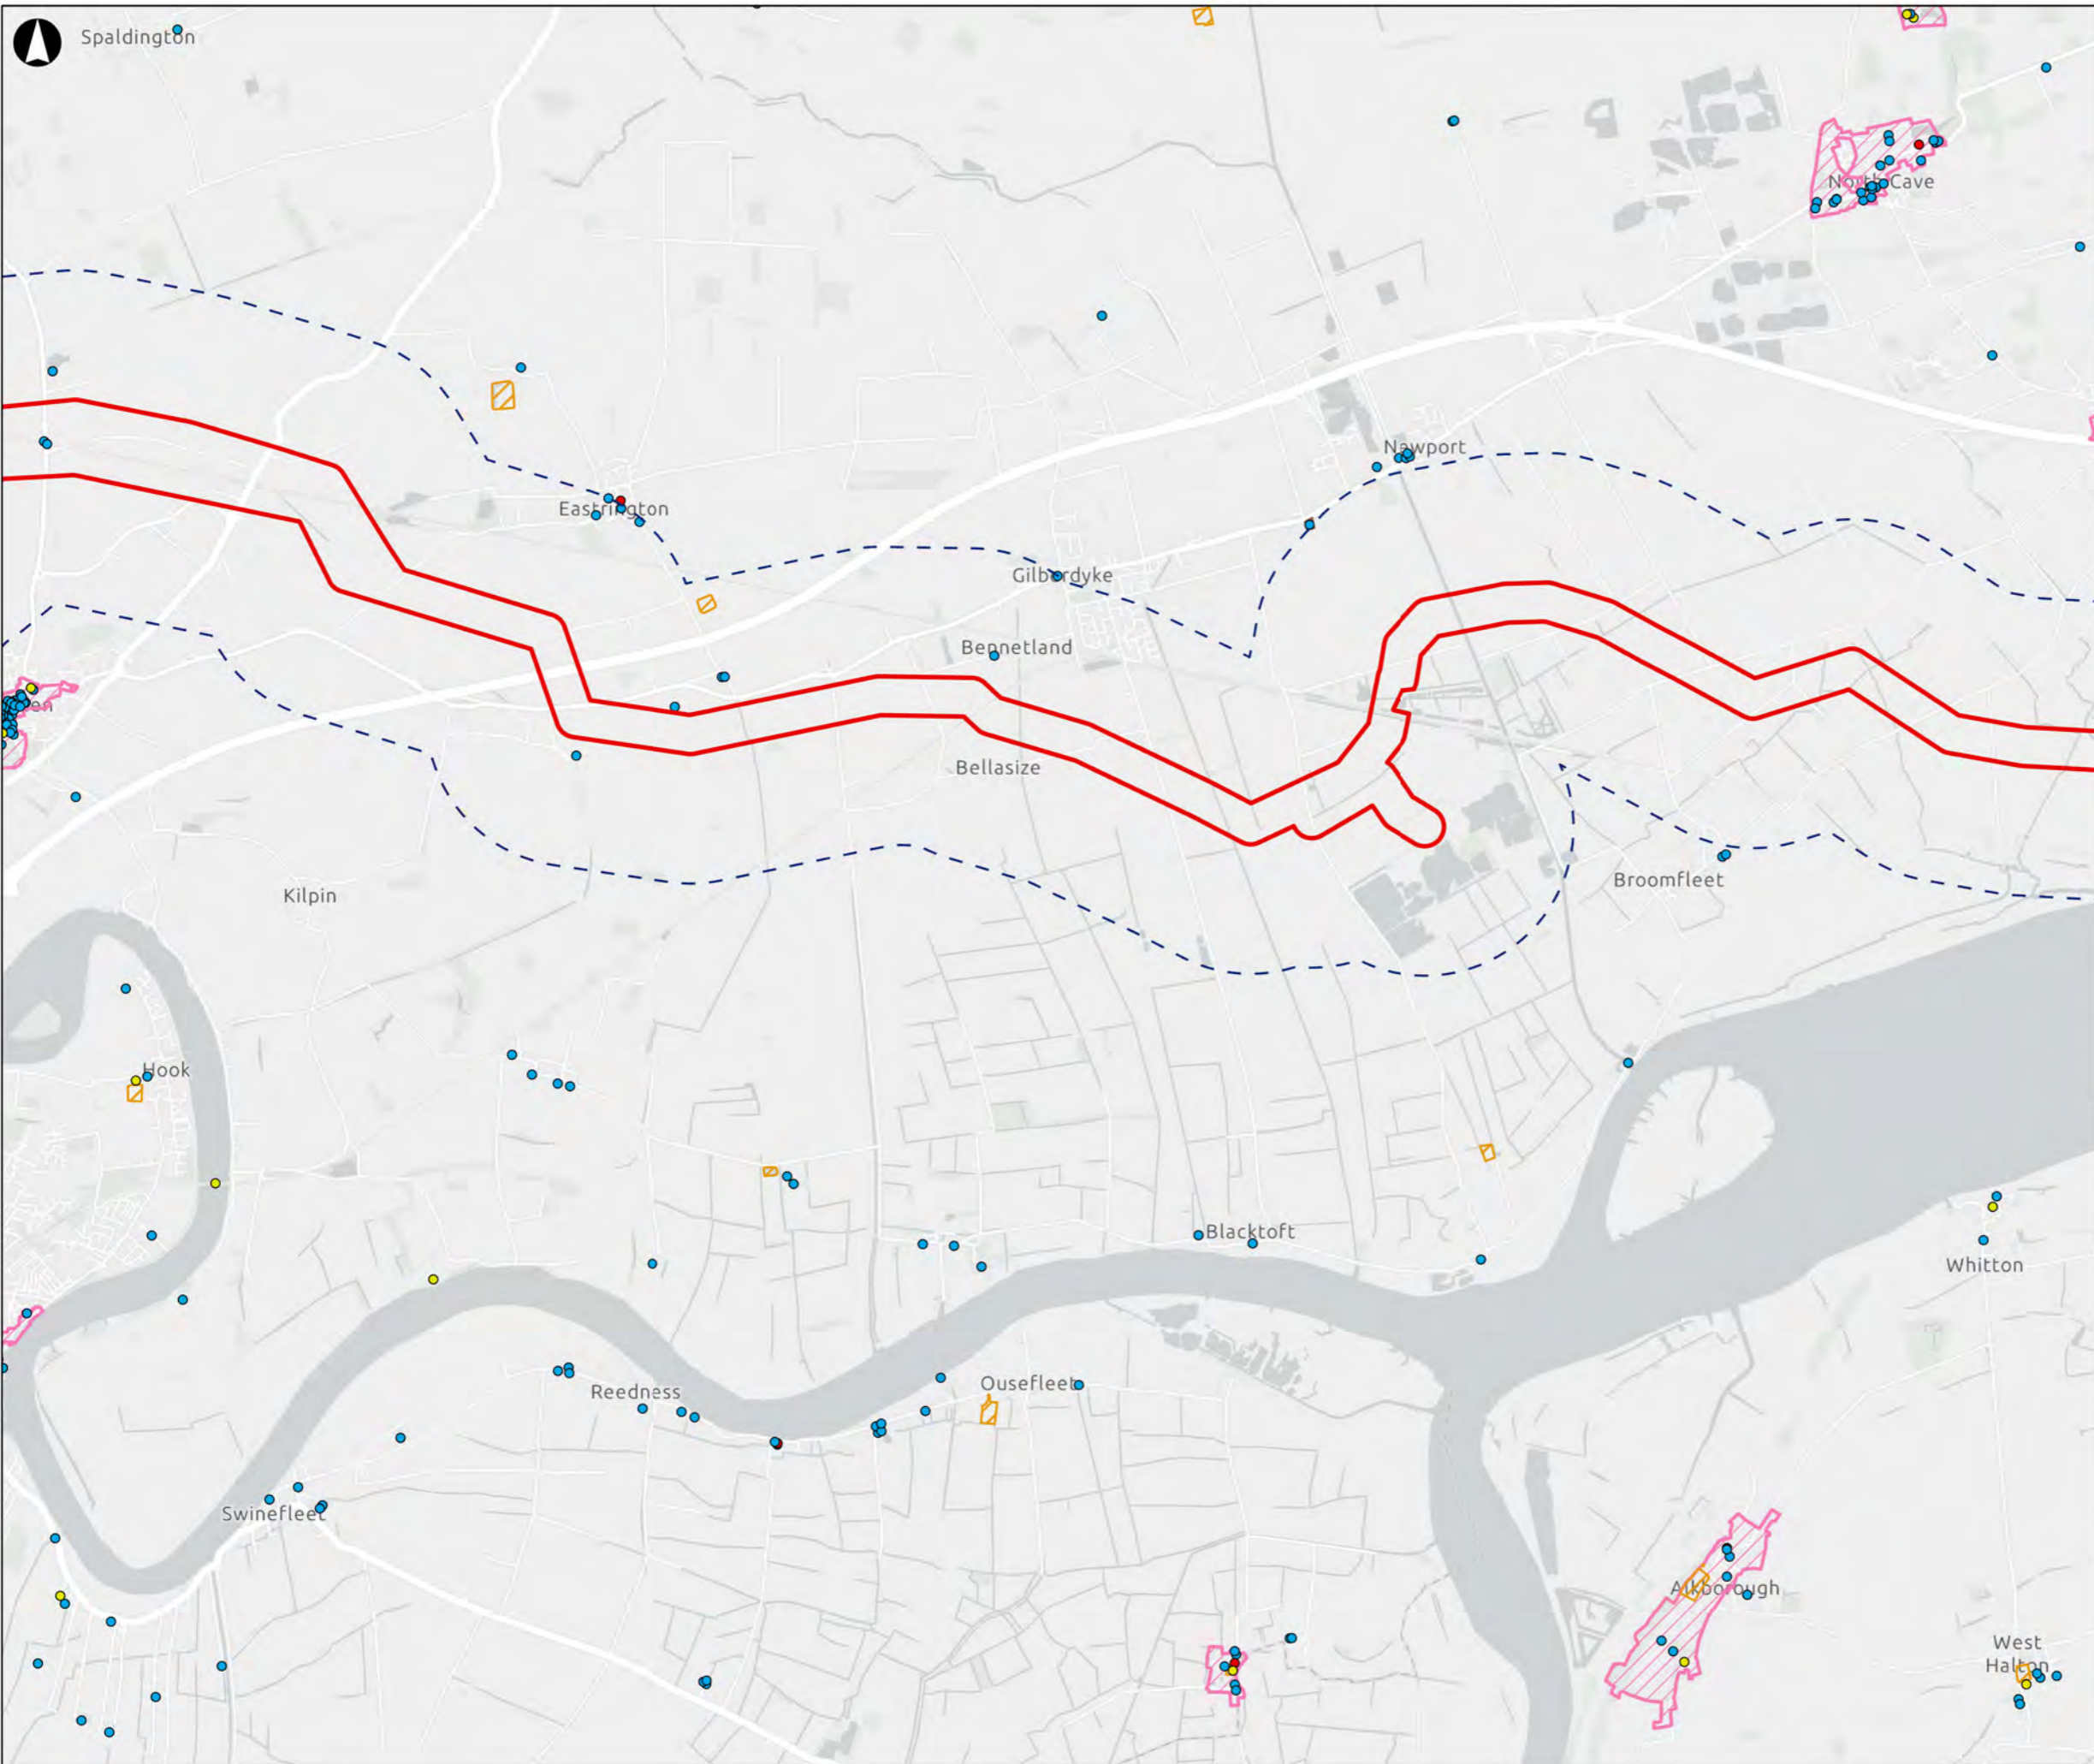 Spaldington
North Cave
Newport
Eastrington
Gilberdyke
Bennetland
en
Bellasize
Broomfleet
Kilpin
Hook
Blacktoft
Whitton
Ousefleet
Reedness
Swinefleet
Alkborough
West
Halton